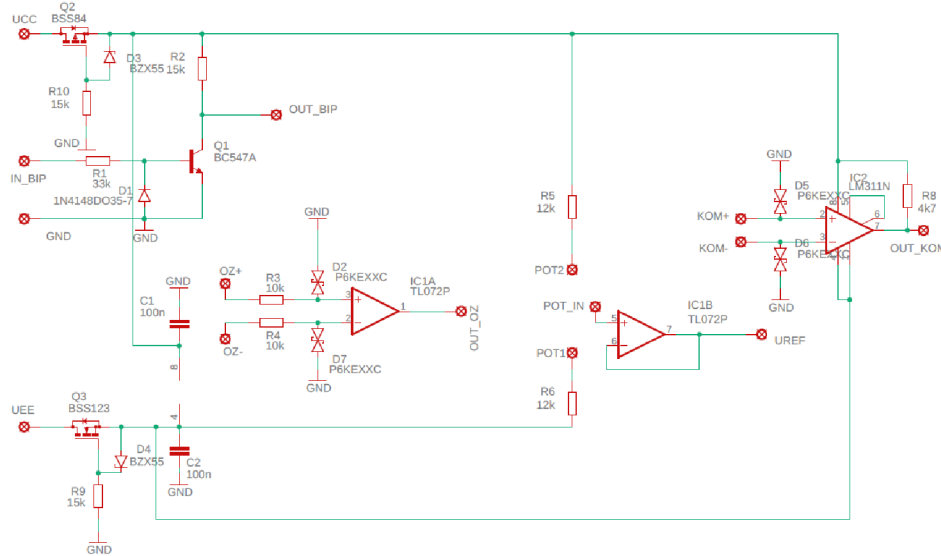 Q2
BSS84
UCC
D3
BZX55
R2
15k
R10
15k
OUT_BIP
GND
Q1
BC547A
IN_BIP
R1
33k
D1
1N4148DO35-7
GND
GND
GND
D5
P6KEXXC
IC2
LM311N
R8
4k7
KOM+
2
6
7
KOM-
3
D6
P6KEXXC
OUT_KOM
GND
R5
12k
GND
GND
C1
100n
OZ+
R3
10k
D2
P6KEXXC
IC1A
TL072P
3
1
2
OUT_OZ
R4
10k
OZ-
D7
P6KEXXC
GND
8
POT2
POT_IN
IC1B
TL072P
5
7
6
UREF
POT1
R6
12k
Q3
BSS123
UEE
4
D4
BZX55
C2
100n
R9
15k
GND
GND